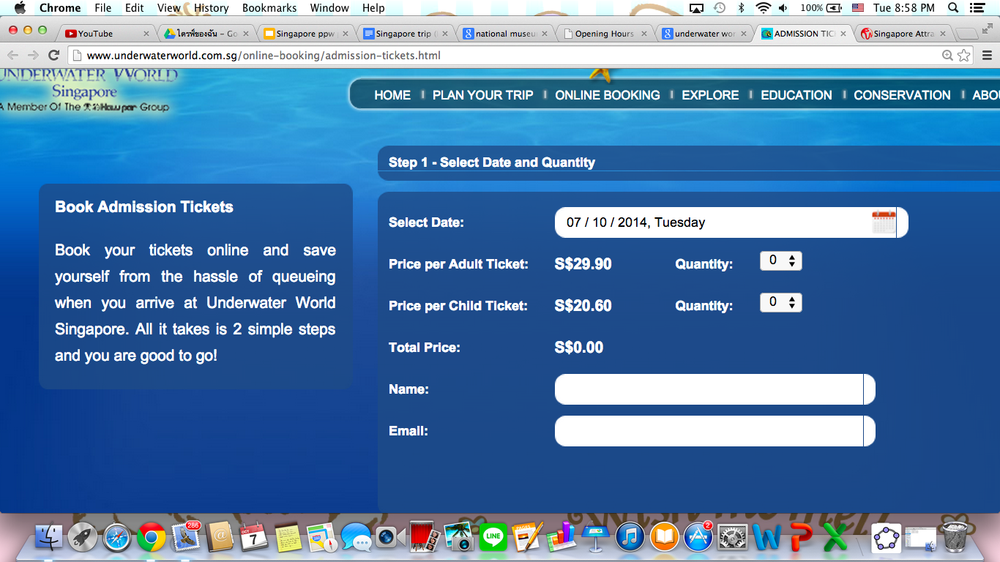 Chrome File Edit View History Bookmarks Window Help 100% Tue 8:58 PM
YouTube ไดรฟ์ของฉัน – Go Singapore ppw Singapore trip ( national museu Opening Hours underwater wor ADMISSION TIC Singapore Attra
www.underwaterworld.com.sg/online-booking/admission-tickets.html
UNDERWATER WORLD
Singapore
A Member Of The Haw par Group
HOME PLAN YOUR TRIP ONLINE BOOKING EXPLORE EDUCATION CONSERVATION ABO
Step 1 - Select Date and Quantity
Book Admission Tickets
Book your tickets online and save
yourself from the hassle of queueing
when you arrive at Underwater World
Singapore. All it takes is 2 simple steps
and you are good to go!
Select Date: 07 / 10 / 2014, Tuesday
Price per Adult Ticket: S$29.90 Quantity: 0
Price per Child Ticket: S$20.60 Quantity: 0
Total Price: S$0.00
Name:
Email:
286 OCT 7 LINE PAGES 2